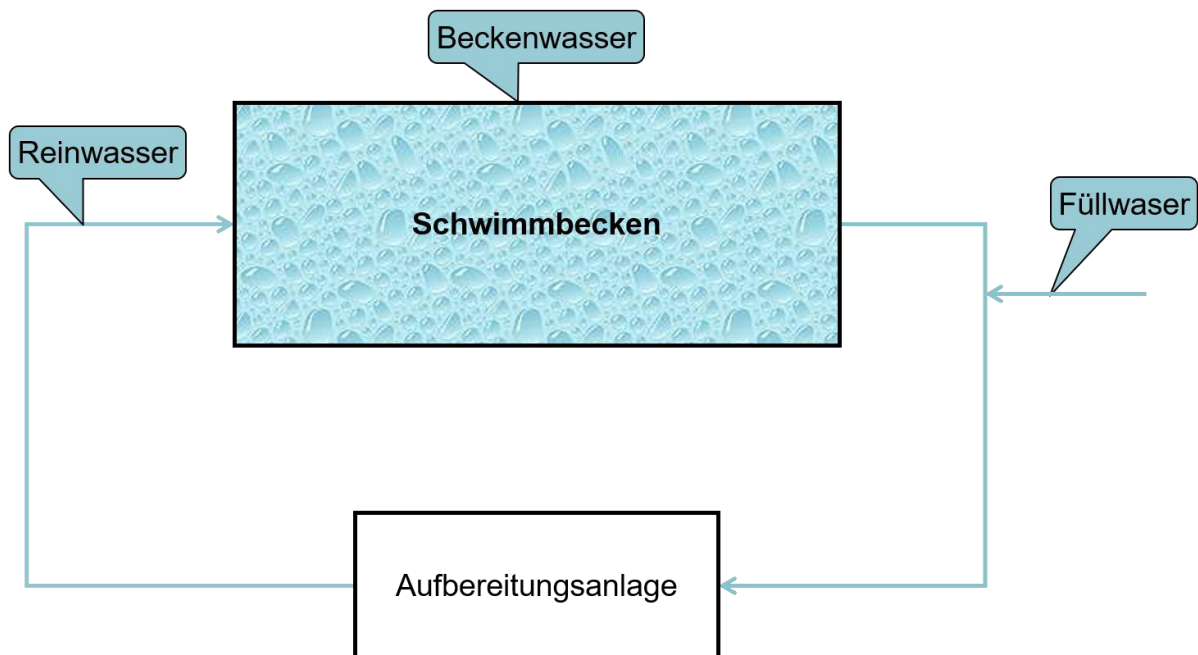 Beckenwasser
Reinwasser
Füllwaser
Schwimmbecken
Aufbereitungsanlage